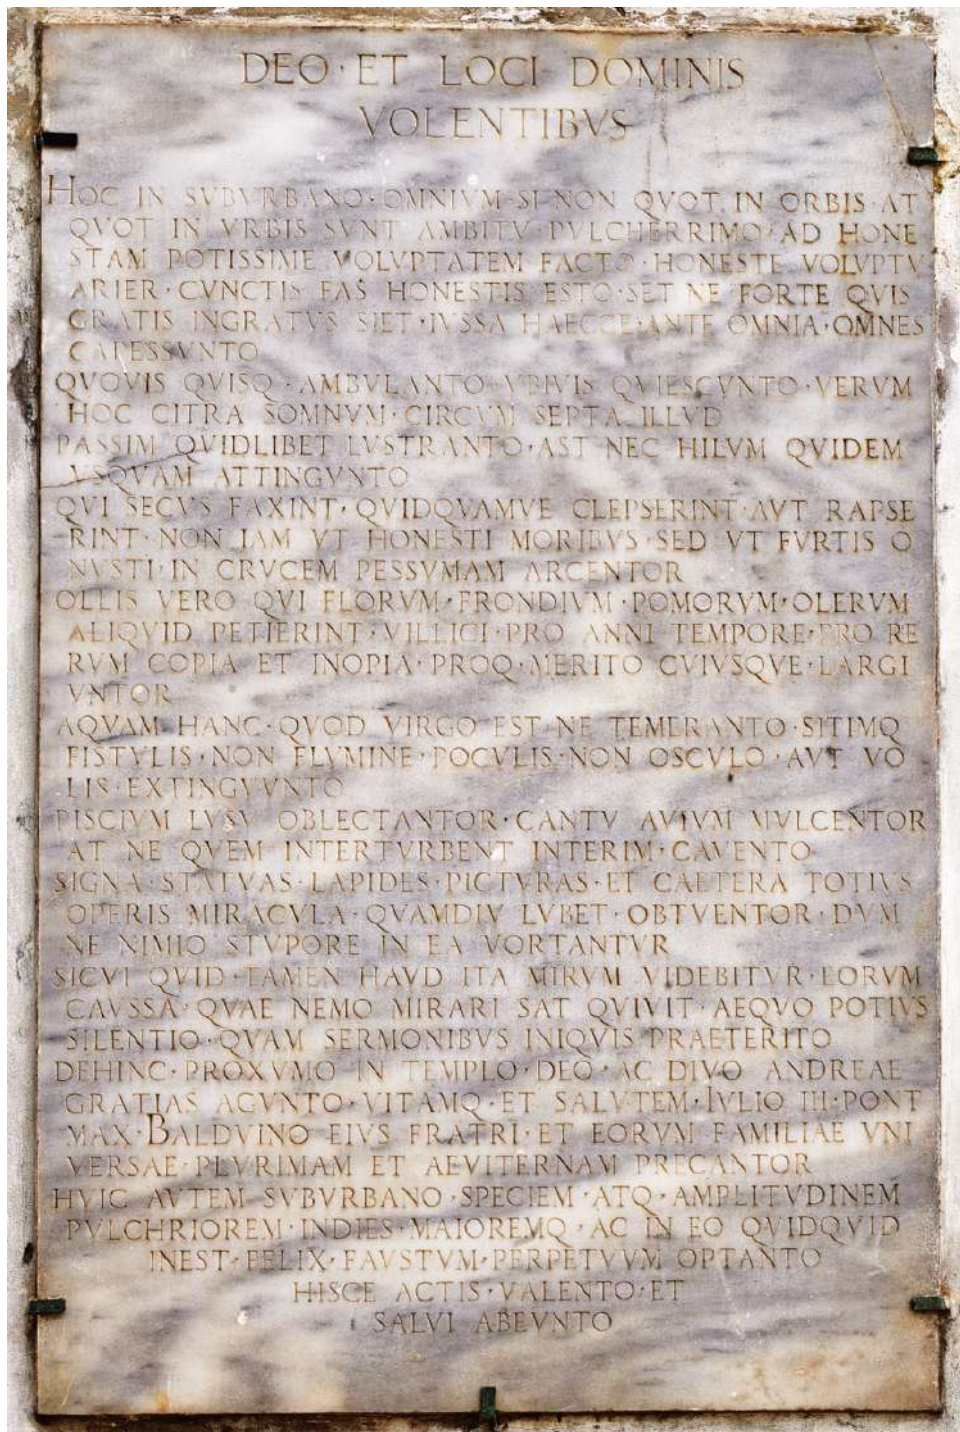 DEO · ET LOCI DOMINIS
VOLENTIBVS
HOC IN SVBVRBANO · OMNIVM · SI NON QVOT IN ORBIS AT
QVOT IN VRBIS SVNT AMBITV · PVLCHERRIMO · AD HONE
STAM POTISSIME VOLVPTATEM FACTO · HONESTE VOLVPTV
ARIER · CVNCTIS FAS HONESTIS ESTO · SET NE FORTE QVIS
GRATIS INGRATVS SIET · IVSSA HAECCE · ANTE OMNIA · OMNES
CAPESSVNTO
QVOVIS QVISQ · AMBVLANTO · VBIVIS QVIESCVNTO · VERVM
HOC CITRA SOMNVM · CIRCVM SEPTA ILLVD
PASSIM QVIDLIBET LVSTRANTO · AST NEC HILVM QVIDEM
VSQVAM ATTINGVNTO
QVI SECVS FAXINT · QVIDQVAMVE CLEPSERINT · AVT RAPSE
RINT · NON IAM VT HONESTI MORIBVS · SED VT FVRTIS O
NVSTI · IN CRVCEM PESSVMAM ARCENTOR
OLLIS VERO QVI FLORVM · FRONDIVM · POMORVM · OLERVM
ALIQVID PETIERINT · VILLICI · PRO ANNI TEMPORE · PRO RE
RVM COPIA ET INOPIA · PROQ · MERITO CVIVSQVE · LARGI
VNTOR
AQVAM HANC · QVOD VIRGO EST · NE TEMERANTO · SITIMQ
FISTVLIS · NON FLVMINE · POCVLIS · NON OSCVLO · AVT VO
LIS · EXTINGVVNTO
PISCIVM LVSV OBLECTANTOR · CANTV AVIVM MVLCENTOR
AT NE QVEM INTERTVRBENT INTERIM · CAVENTO
SIGNA · STATVAS · LAPIDES · PICTVRAS · ET CAETERA TOTIVS
OPERIS MIRACVLA · QVAMDIV LVBET · OBTVENTOR · DVM
NE NIMIO STVPORE IN EA VORTANTVR
SICVI QVID · TAMEN HAVD ITA MIRVM VIDEBITVR · EORVM
CAVSSA · QVAE NEMO MIRARI SAT QVIVIT · AEQVO POTIVS
SILENTIO · QVAM SERMONIBVS INIQVIS PRAETERITO
DEHINC · PROXVMO IN TEMPLO · DEO · AC DIVO ANDREAE
GRATIAS AGVNTO · VITAMQ · ET SALVTEM · IVLIO III · PONT
MAX · BALDVINO EIVS FRATRI · ET EORVM FAMILIAE VNI
VERSAE · PLVRIMAM ET AEVITERNAM PRECANTOR
HVIC AVTEM SVBVRBANO · SPECIEM · ATQ · AMPLITVDINEM
PVLCHRIOREM · INDIES · MAIOREMQ · AC IN EO QVIDQVID
INEST · FELIX · FAVSTVM · PERPETVVM OPTANTO
HISCE ACTIS · VALENTO · ET
SALVI ABEVNTO